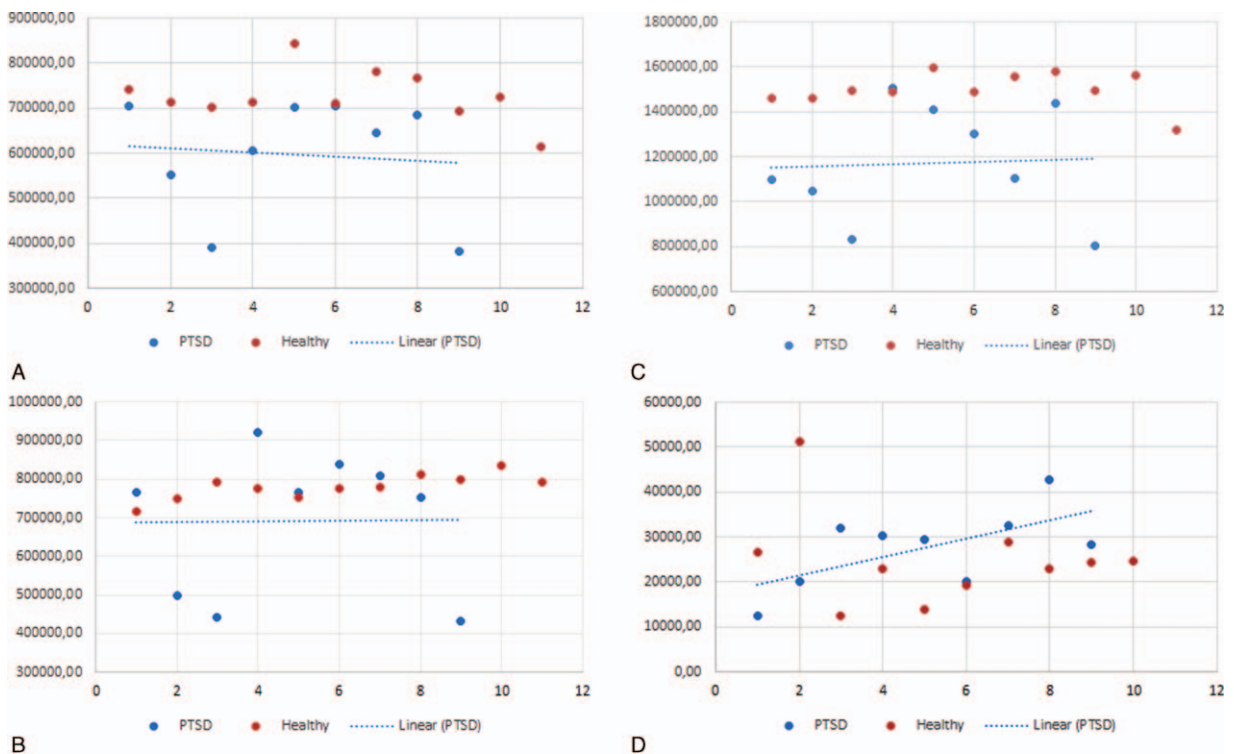 900000,00
800000,00
700000,00
600000,00
500000,00
400000,00
300000,00
0 2 4 6 8 10 12
PTSD Healthy Linear (PTSD)
A
1800000,00
1600000,00
1400000,00
1200000,00
1000000,00
800000,00
600000,00
0 2 4 6 8 10 12
PTSD Healthy Linear (PTSD)
C
1000000,00
900000,00
800000,00
700000,00
600000,00
500000,00
400000,00
300000,00
0 2 4 6 8 10 12
PTSD Healthy Linear (PTSD)
B
60000,00
50000,00
40000,00
30000,00
20000,00
10000,00
0,00
0 2 4 6 8 10 12
PTSD Healthy Linear (PTSD)
D